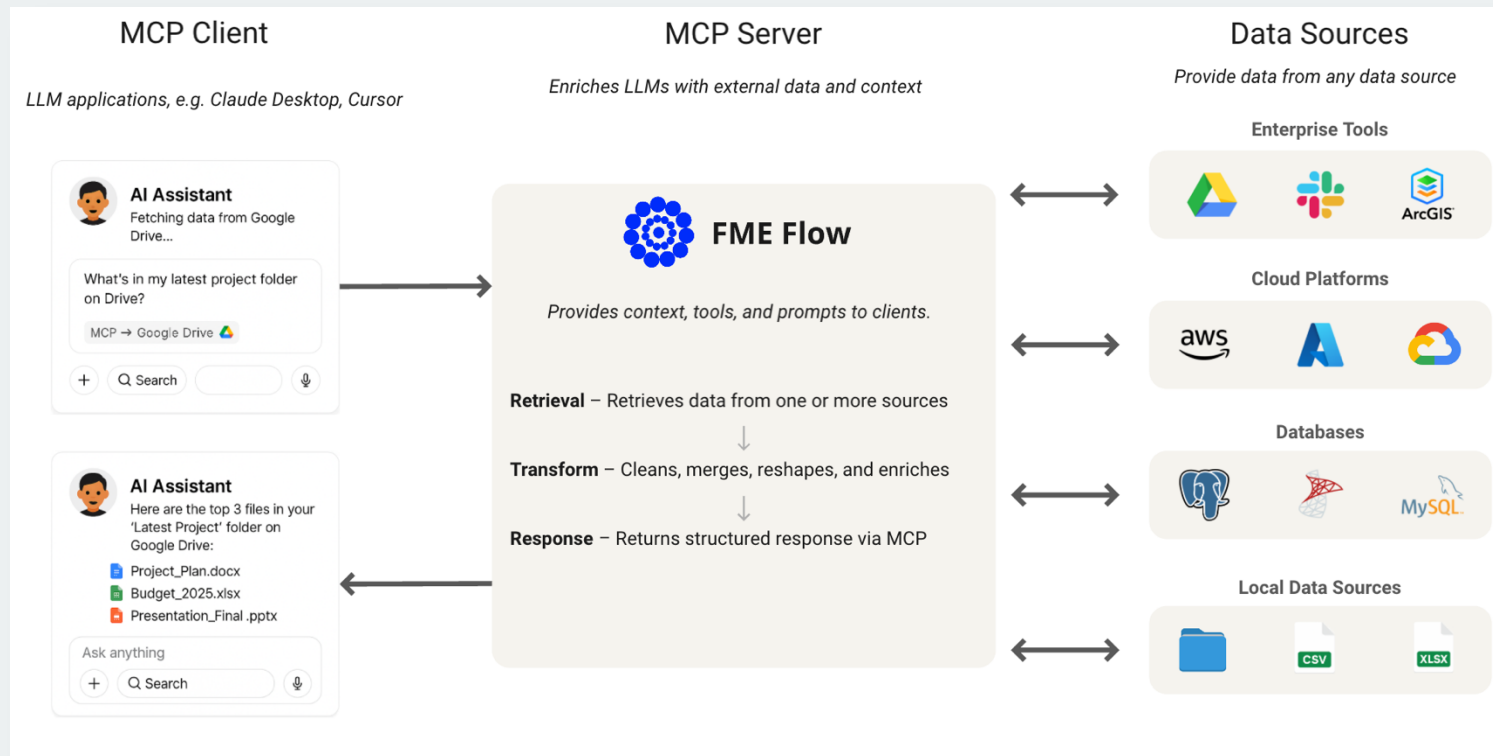 MCP Client
LLM applications, e.g. Claude Desktop, Cursor
AI Assistant
Fetching data from Google
Drive...
What's in my latest project folder
on Drive?
MCP → Google Drive
+
Search
AI Assistant
Here are the top 3 files in your
‘Latest Project’ folder on
Google Drive:
Project_Plan.docx
Budget_2025.xlsx
Presentation_Final .pptx
Ask anything
+
Search
MCP Server
Enriches LLMs with external data and context
FME Flow
Provides context, tools, and prompts to clients.
Retrieval – Retrieves data from one or more sources
Transform – Cleans, merges, reshapes, and enriches
Response – Returns structured response via MCP
Data Sources
Provide data from any data source
Enterprise Tools
ArcGIS
Cloud Platforms
aws
Databases
MySQL
Local Data Sources
CSV
XLSX